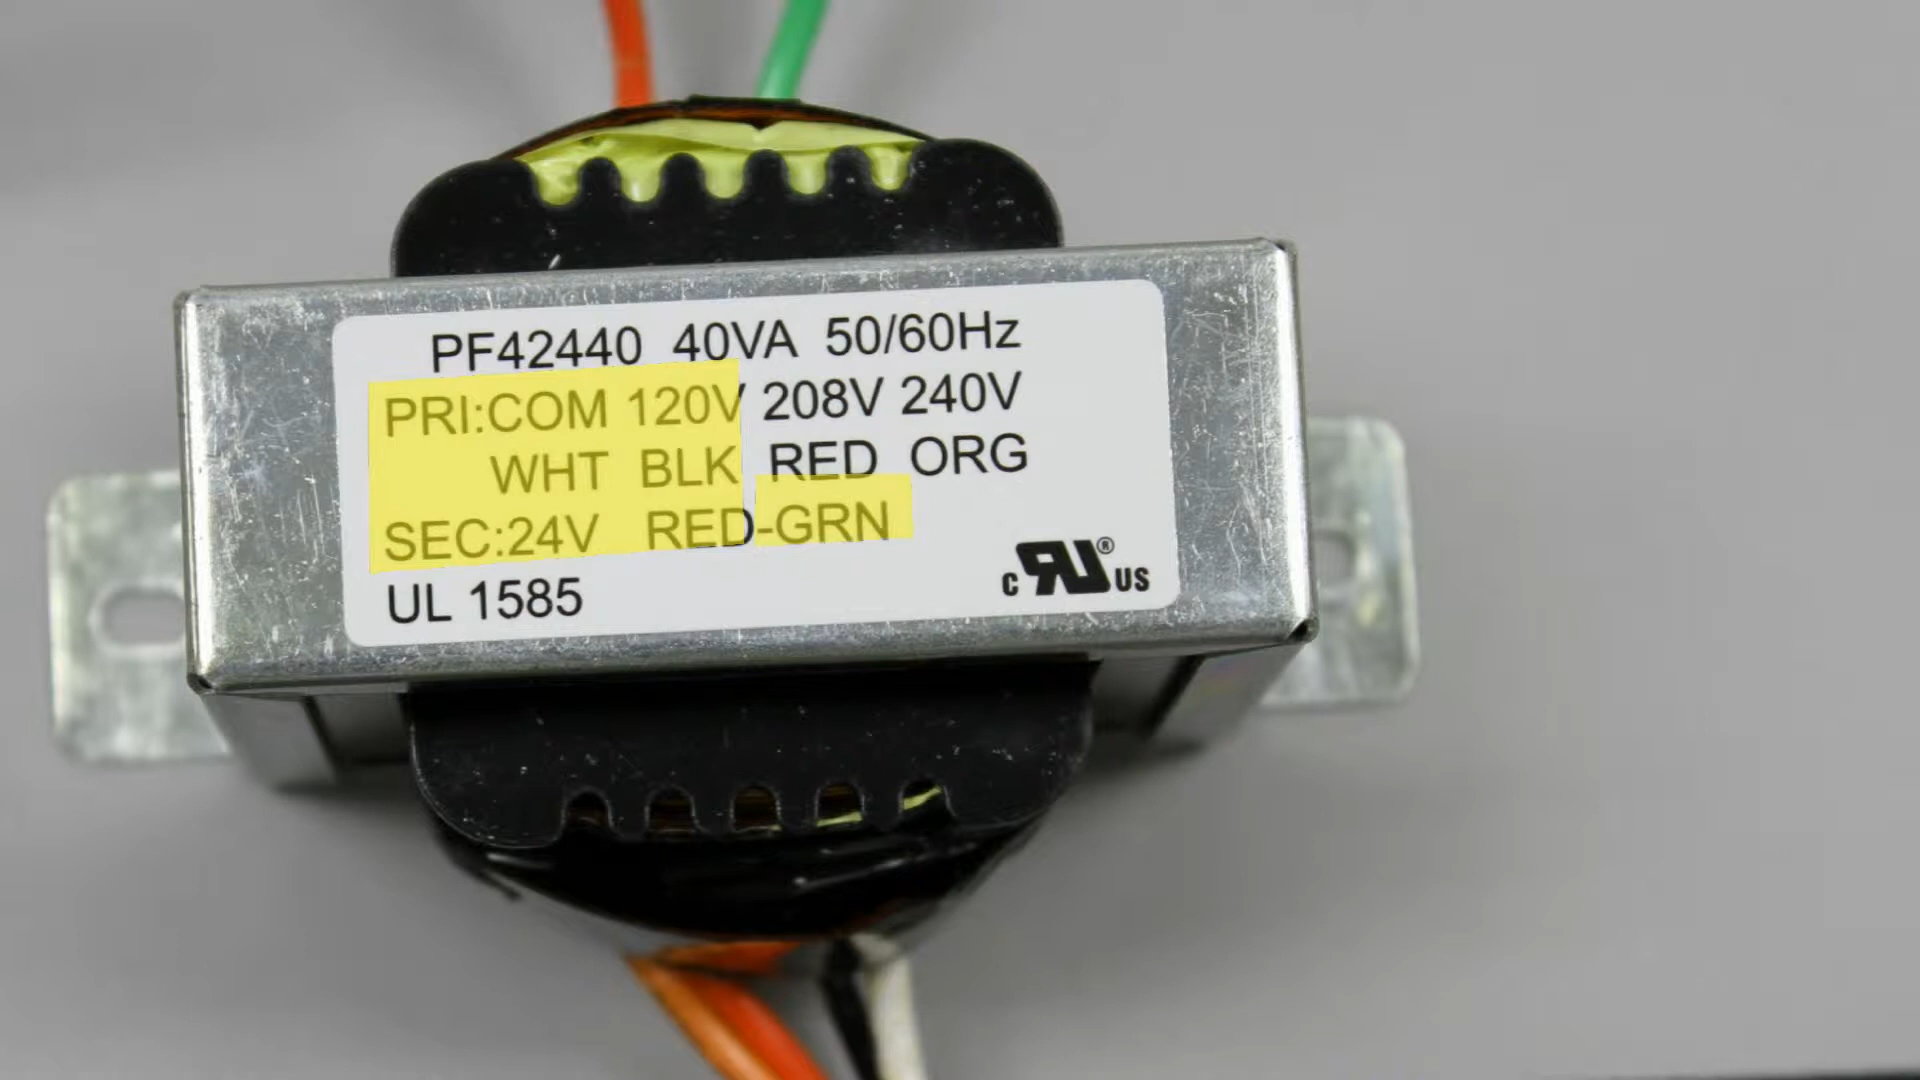 PF42440 40VA 50/60Hz
PRI:COM 120V 208V 240V
WHT BLK RED ORG
SEC:24V RED-GRN
UL 1585
c RU® US